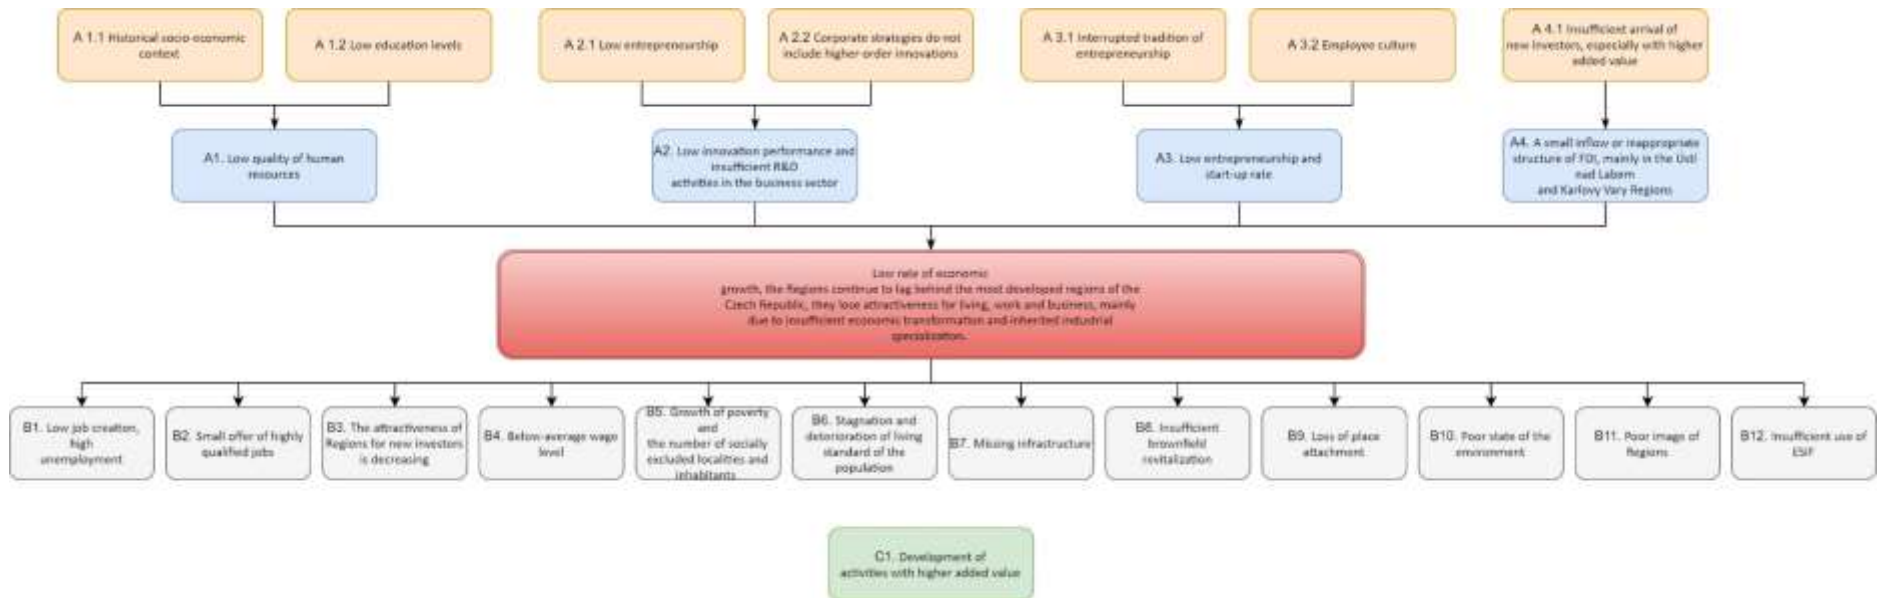 A 1.1 Historical socio-economic
context
A 1.2 Low education levels
A 2.1 Low entrepreneurship
A 2.2 Corporate strategies do not
include higher-order innovations
A 3.1 Interrupted tradition of
entrepreneurship
A 3.2 Employee culture
A 4.1 Insufficient arrival of
new investors, especially with higher
added value
A1. Low quality of human
resources
A2. Low innovation performance and
insufficient R&D
activities in the business sector
A3. Low entrepreneurship and
start-up rate
A4. A small inflow or inappropriate
structure of FDI, mainly in the Ústí
nad Labem
and Karlovy Vary Regions
Low rate of economic
growth, the Regions continue to lag behind the most developed regions of the
Czech Republic, they lose attractiveness for living, work and business, mainly
due to insufficient economic transformation and inherited industrial
specialization.
B1. Low job creation,
high
unemployment
B2. Small offer of highly
qualified jobs
B3. The attractiveness of
Regions for new investors
is decreasing
B4. Below-average wage
level
B5. Growth of poverty
and
the number of socially
excluded localities and
inhabitants
B6. Stagnation and
deterioration of living
standard of the
population
B7. Missing infrastructure
B8. Insufficient
brownfield
revitalization
B9. Loss of place
attachment
B10. Poor state of the
environment
B11. Poor image of
Regions
B12. Insufficient use of
ESIF
C1. Development of
activities with higher added value